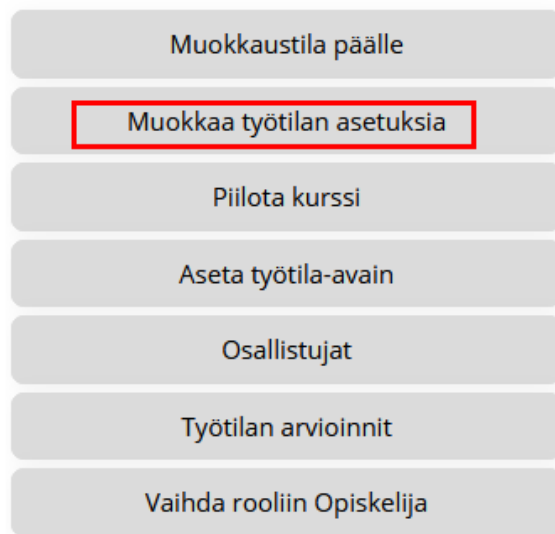 Muokkaustila päälle
Muokkaa työtilan asetuksia
Piilota kurssi
Aseta työtila-avain
Osallistujat
Työtilan arvioinnit
Vaihda rooliin Opiskelija